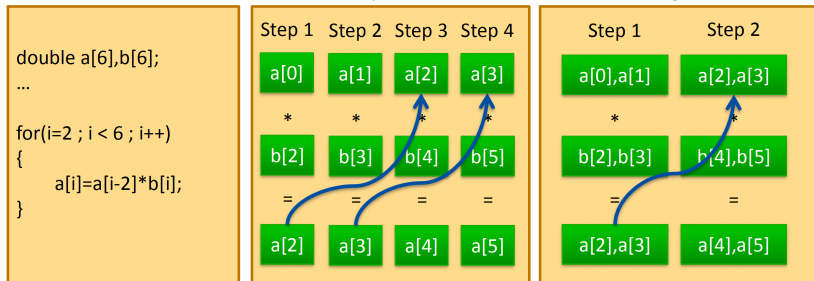 double a[6],b[6];
...
for(i=2 ; i < 6 ; i++)
{
a[i]=a[i-2]*b[i];
}
Step 1 Step 2 Step 3 Step 4
a[0] a[1] a[2] a[3]
* * * *
b[2] b[3] b[4] b[5]
= = = =
a[2] a[3] a[4] a[5]
Step 1 Step 2
a[0],a[1] a[2],a[3]
* *
b[2],b[3] b[4],b[5]
= =
a[2],a[3] a[4],a[5]